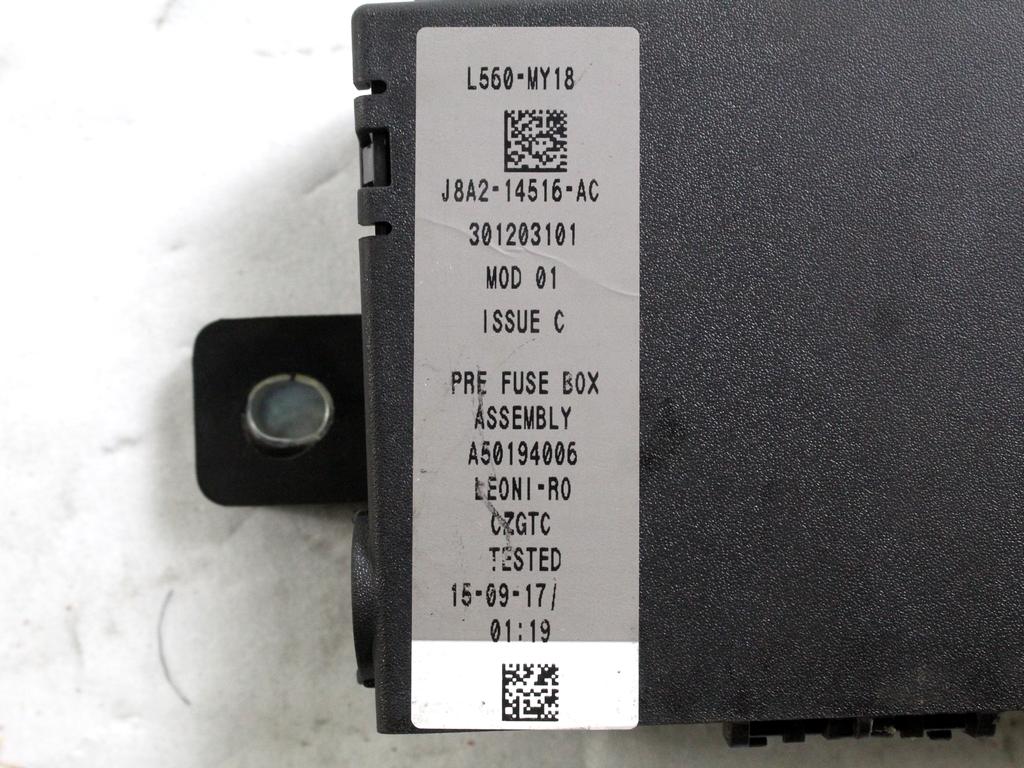 L560-MY18
J8A2-14516-AC
301203101
MOD 01
ISSUE C
PRE FUSE BOX
ASSEMBLY
A50194006
LEONI-RO
CZGTC
TESTED
15-09-17/
01:19